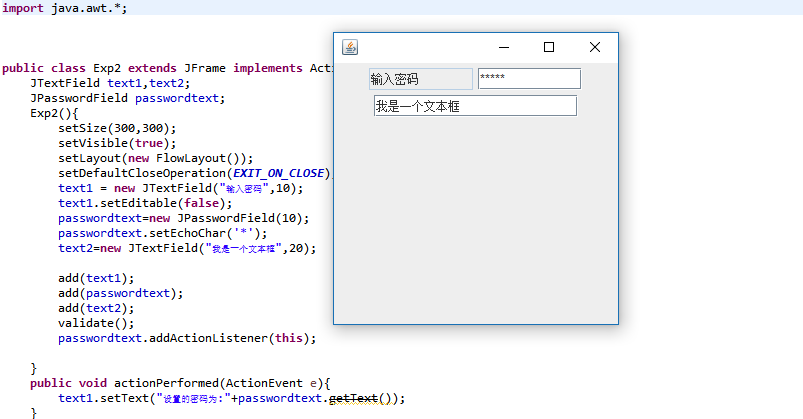 import java.awt.*;
public class Exp2 extends JFrame implements Acti
JTextField text1,text2;
JPasswordField passwordtext;
Exp2(){
setSize(300,300);
setVisible(true);
setLayout(new FlowLayout());
setDefaultCloseOperation(EXIT_ON_CLOSE)
text1 = new JTextField("输入密码",10);
text1.setEditable(false);
passwordtext=new JPasswordField(10);
passwordtext.setEchoChar('*');
text2=new JTextField("我是一个文本框",20);
add(text1);
add(passwordtext);
add(text2);
validate();
passwordtext.addActionListener(this);
}
public void actionPerformed(ActionEvent e){
text1.setText("设置的密码为:"+passwordtext.getText());
}
输入密码 *****
我是一个文本框